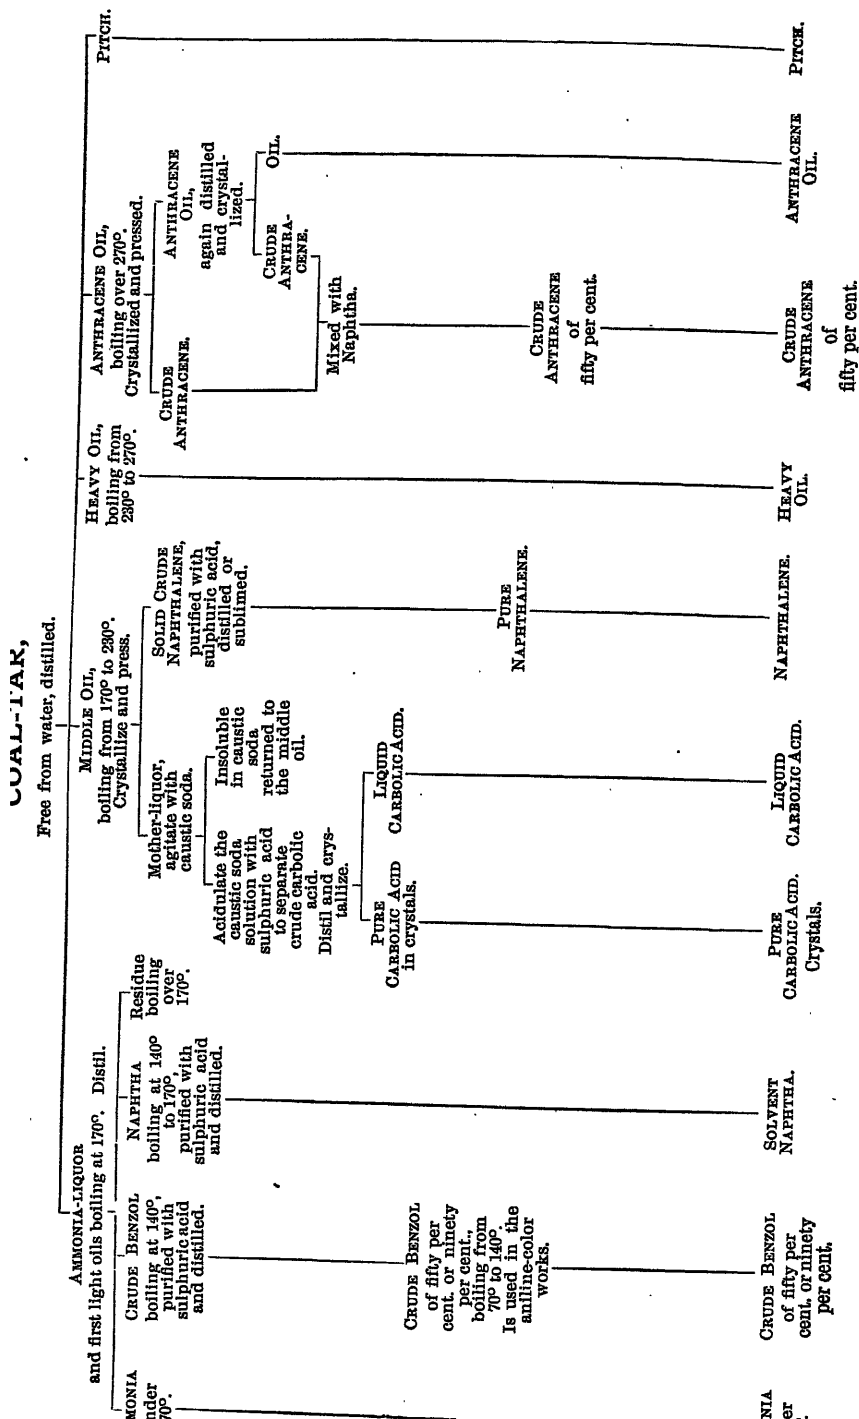 COAL-TAR,
Free from water, distilled.
AMMONIA-LIQUOR
and first light oils boiling at 170°. Distil.
MIDDLE OIL,
boiling from 170° to 230°.
Crystallize and press.
HEAVY OIL,
boiling from
230° to 270°.
ANTHRACENE OIL,
boiling over 270°.
Crystallized and pressed.
PITCH.
CRUDE BENZOL
boiling at 140°,
purified with
sulphuric acid
and distilled.
NAPHTHA
boiling at 140°
to 170°,
purified with
sulphuric acid
and distilled.
Residue
boiling
over
170°.
Mother-liquor,
agitate with
caustic soda.
SOLID CRUDE
NAPHTHALENE,
purified with
sulphuric acid,
distilled or
sublimed.
CRUDE
ANTHRACENE.
ANTHRACENE
OIL,
again distilled
and crystal-
lized.
Acidulate the
caustic soda
solution with
sulphuric acid
to separate
crude carbolic
acid.
Distil and crys-
tallize.
Insoluble
in caustic
soda
returned to
the middle
oil.
CRUDE
ANTHRA-
CENE.
OIL.
Mixed with
Naphtha.
PURE
CARBOLIC ACID
in crystals.
LIQUID
CARBOLIC ACID.
CRUDE BENZOL
of fifty per
cent. or ninety
per cent.,
boiling from
70° to 140°.
Is used in the
aniline-color
works.
PURE
NAPHTHALENE.
CRUDE
ANTHRACENE
of
fifty per cent.
CRUDE BENZOL
of fifty per
cent. or ninety
per cent.
SOLVENT
NAPHTHA.
PURE
CARBOLIC ACID.
Crystals.
LIQUID
CARBOLIC ACID.
NAPHTHALENE.
HEAVY
OIL.
CRUDE
ANTHRACENE
of
fifty per cent.
ANTHRACENE
OIL.
PITCH.